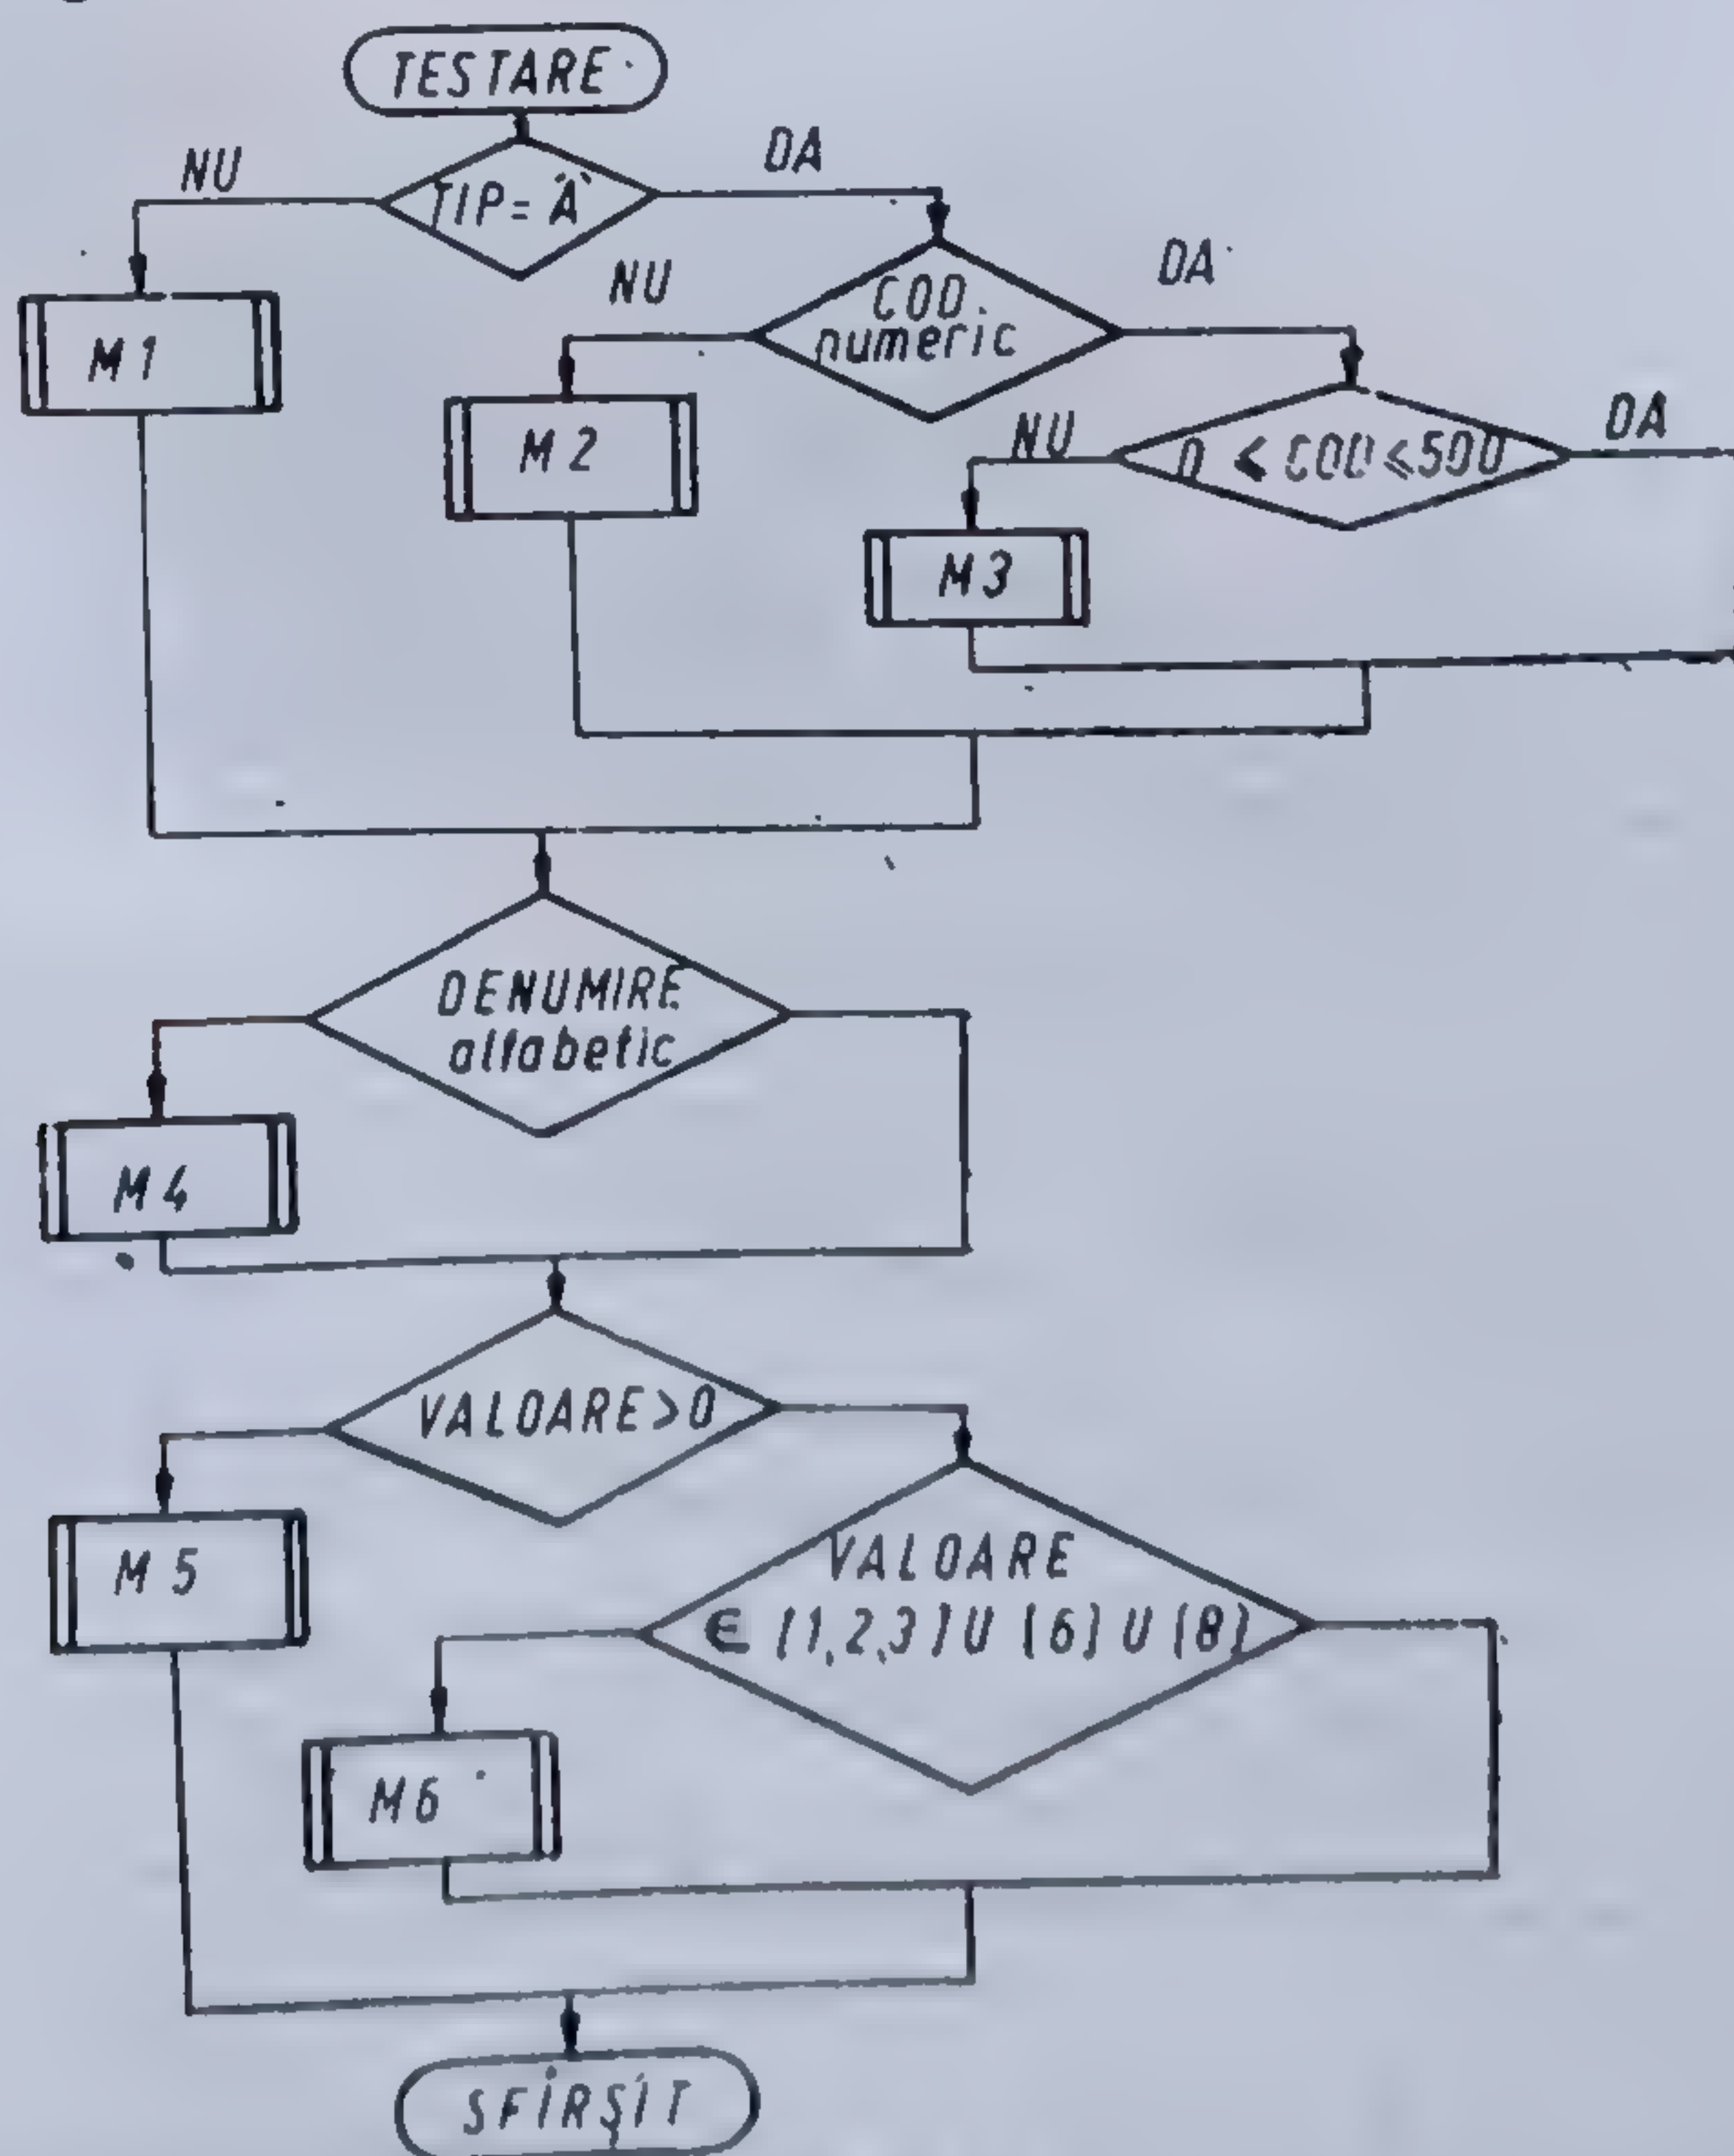 TESTARE
NU
DA
TIP= 'A'
NU
DA
COD
numeric
M1
NU
DA
0 < COD ≤ 500
M2
M3
DENUMIRE
alfabetic
M4
VALOARE > 0
M5
VALOARE
∈ [1,2,3] U [6] U [8]
M6
SFÎRŞIT